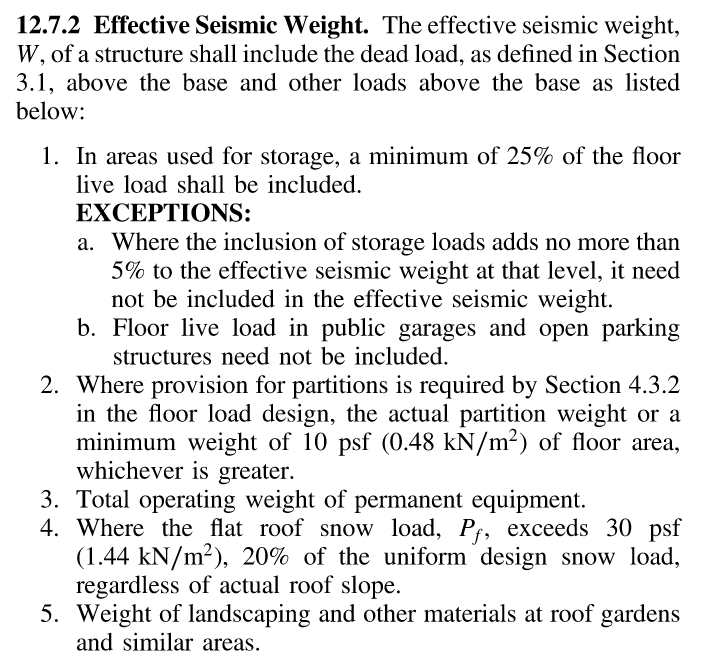 12.7.2 Effective Seismic Weight. The effective seismic weight,
W, of a structure shall include the dead load, as defined in Section
3.1, above the base and other loads above the base as listed
below:
1. In areas used for storage, a minimum of 25% of the floor
live load shall be included.
EXCEPTIONS:
a. Where the inclusion of storage loads adds no more than
5% to the effective seismic weight at that level, it need
not be included in the effective seismic weight.
b. Floor live load in public garages and open parking
structures need not be included.
2. Where provision for partitions is required by Section 4.3.2
in the floor load design, the actual partition weight or a
minimum weight of 10 psf (0.48 kN/m²) of floor area,
whichever is greater.
3. Total operating weight of permanent equipment.
4. Where the flat roof snow load, P_f, exceeds 30 psf
(1.44 kN/m²), 20% of the uniform design snow load,
regardless of actual roof slope.
5. Weight of landscaping and other materials at roof gardens
and similar areas.